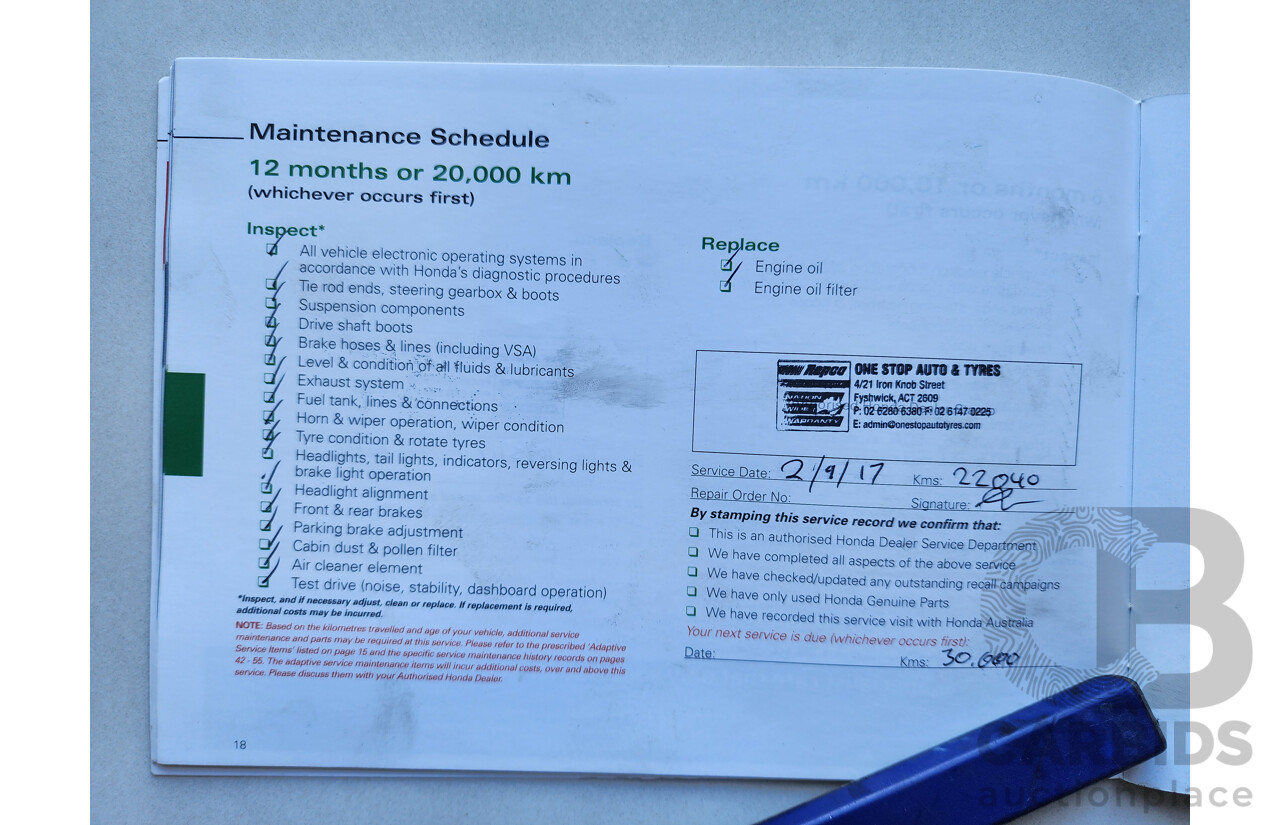 Maintenance Schedule
12 months or 20,000 km
(whichever occurs first)
Inspect*
All vehicle electronic operating systems in
accordance with Honda's diagnostic procedures
Tie rod ends, steering gearbox & boots
Suspension components
Drive shaft boots
Brake hoses & lines (including VSA)
Level & condition of all fluids & lubricants
Exhaust system
Fuel tank, lines & connections
Horn & wiper operation, wiper condition
Tyre condition & rotate tyres
Headlights, tail lights, indicators, reversing lights &
brake light operation
Headlight alignment
Front & rear brakes
Parking brake adjustment
Cabin dust & pollen filter
Air cleaner element
Test drive (noise, stability, dashboard operation)
*Inspect, and if necessary adjust, clean or replace. If replacement is required,
additional costs may be incurred.
NOTE: Based on the kilometres travelled and age of your vehicle, additional service
maintenance and parts may be required at this service. Please refer to the prescribed 'Adaptive
Service Items' listed on page 15 and the specific service maintenance history records on pages
42 - 55. The adaptive service maintenance items will incur additional costs, over and above this
service. Please discuss them with your Authorised Honda Dealer.
18
Replace
Engine oil
Engine oil filter
Repco
NATION
WIDE
WARRANTY
ONE STOP AUTO & TYRES
4/21 Iron Knob Street
Fyshwick, ACT 2609
P: 02 6280 6380 F: 02 6147 0225
E: admin@onestopautotyres.com
Service Date: 21/9/17 Kms: 22040
Repair Order No: Signature:
By stamping this service record we confirm that:
This is an authorised Honda Dealer Service Department
We have completed all aspects of the above service
We have checked/updated any outstanding recall campaigns
We have only used Honda Genuine Parts
We have recorded this service visit with Honda Australia
Your next service is due (whichever occurs first):
Date: Kms: 30,000
CARBIDS
auctionplace